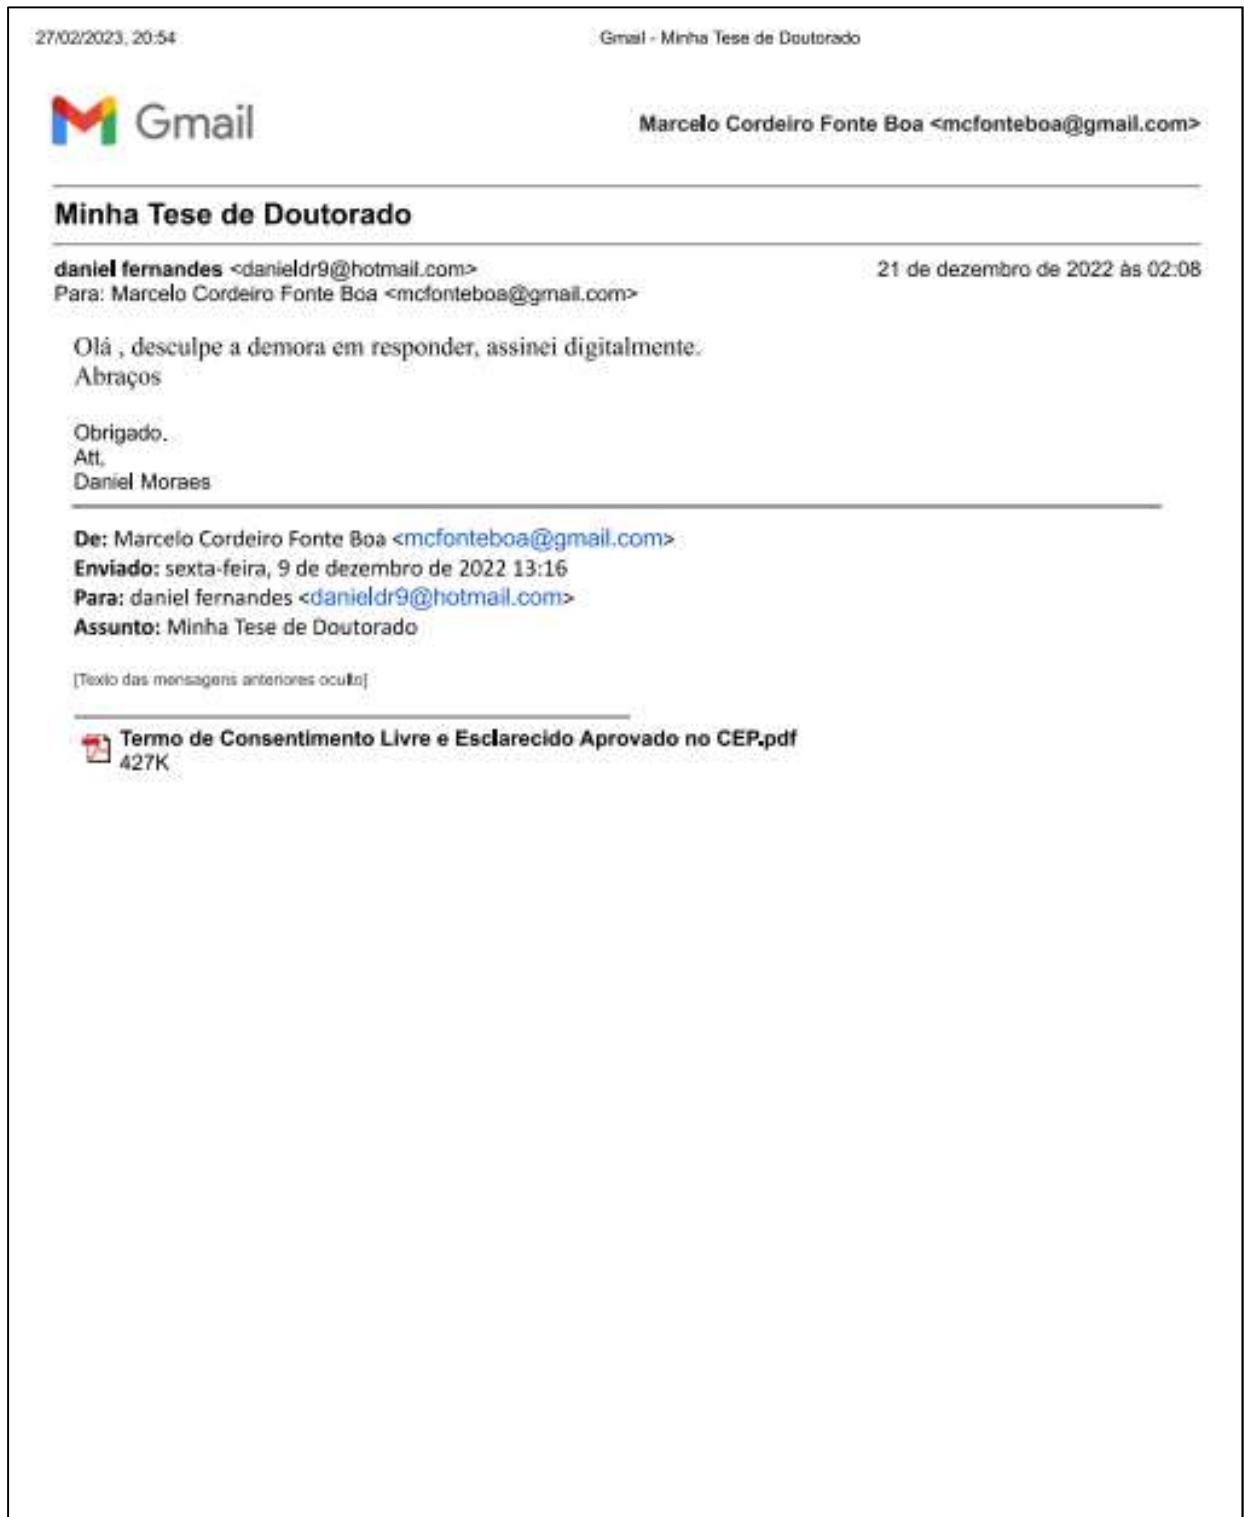 27/02/2023, 20:54 Gmail - Minha Tese de Doutorado
Gmail Marcelo Cordeiro Fonte Boa <mcfonteboa@gmail.com>
Minha Tese de Doutorado
daniel fernandes <danieldr9@hotmail.com> 21 de dezembro de 2022 às 02:08
Para: Marcelo Cordeiro Fonte Boa <mcfonteboa@gmail.com>
Olá , desculpe a demora em responder, assinei digitalmente.
Abraços
Obrigado.
Att,
Daniel Moraes
De: Marcelo Cordeiro Fonte Boa <mcfonteboa@gmail.com>
Enviado: sexta-feira, 9 de dezembro de 2022 13:16
Para: daniel fernandes <danieldr9@hotmail.com>
Assunto: Minha Tese de Doutorado
[Texto das mensagens anteriores oculto]
Termo de Consentimento Livre e Esclarecido Aprovado no CEP.pdf
427K